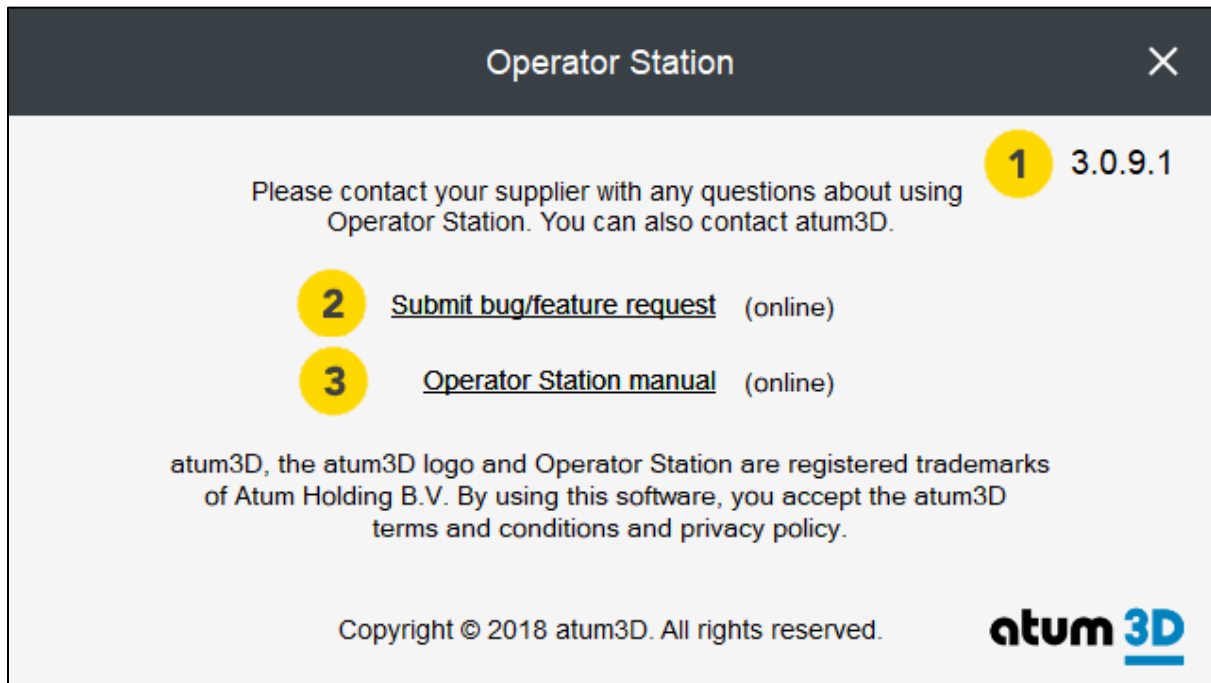 Operator Station
1 3.0.9.1
Please contact your supplier with any questions about using
Operator Station. You can also contact atum3D.
2 Submit bug/feature request (online)
3 Operator Station manual (online)
atum3D, the atum3D logo and Operator Station are registered trademarks
of Atum Holding B.V. By using this software, you accept the atum3D
terms and conditions and privacy policy.
Copyright © 2018 atum3D. All rights reserved.
atum 3D